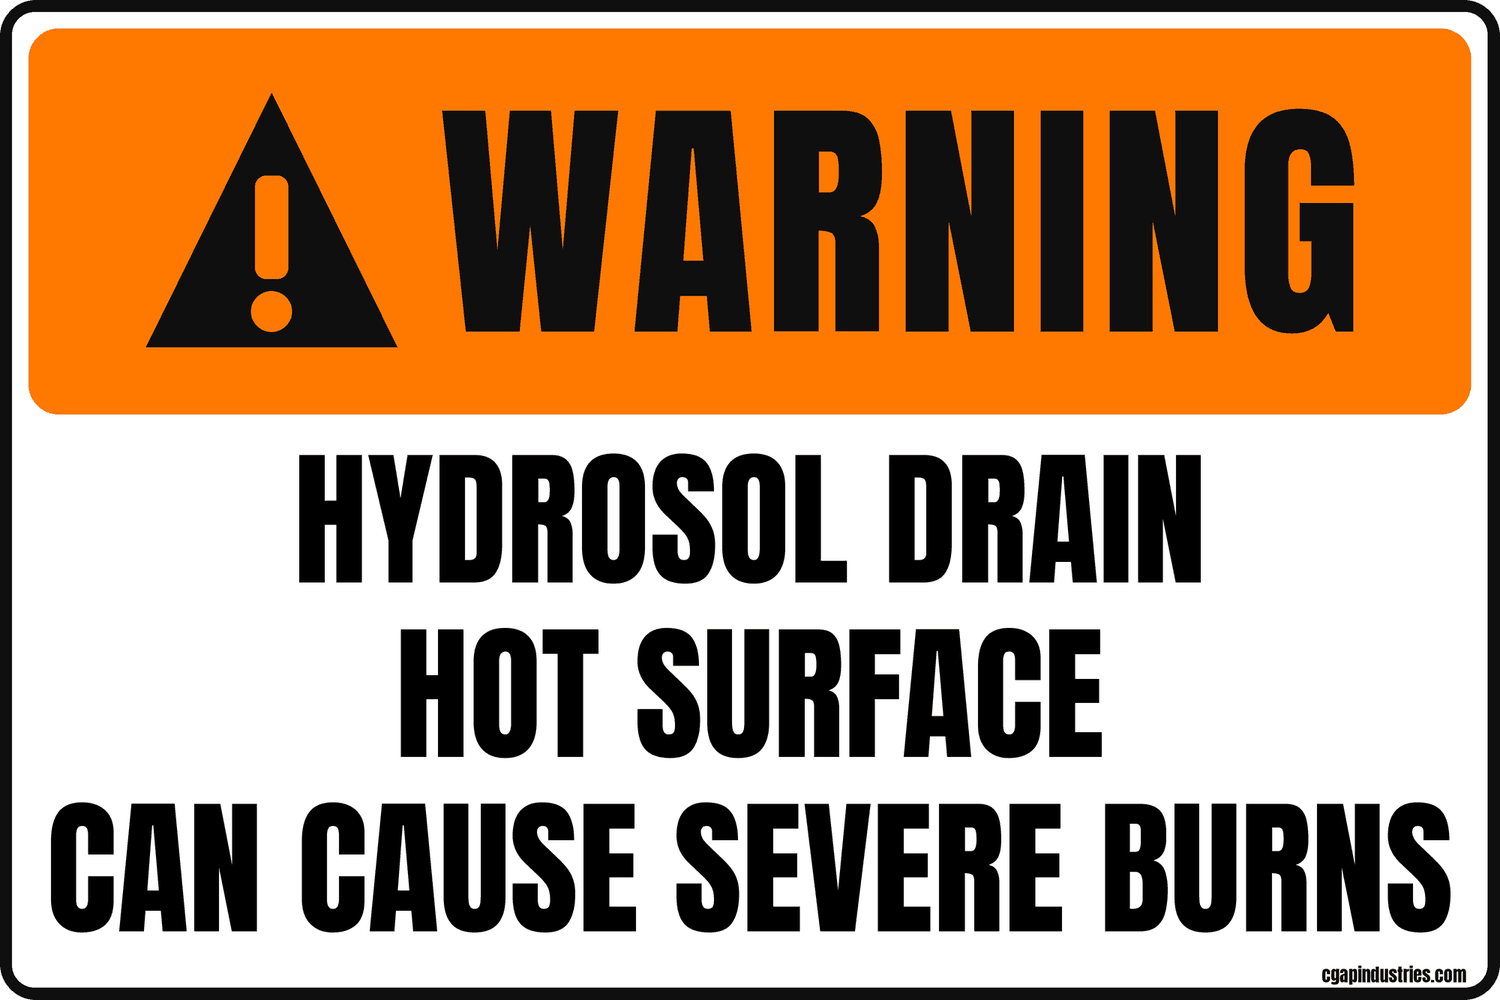 WARNING
HYDROSOL DRAIN
HOT SURFACE
CAN CAUSE SEVERE BURNS
cgapindustries.com